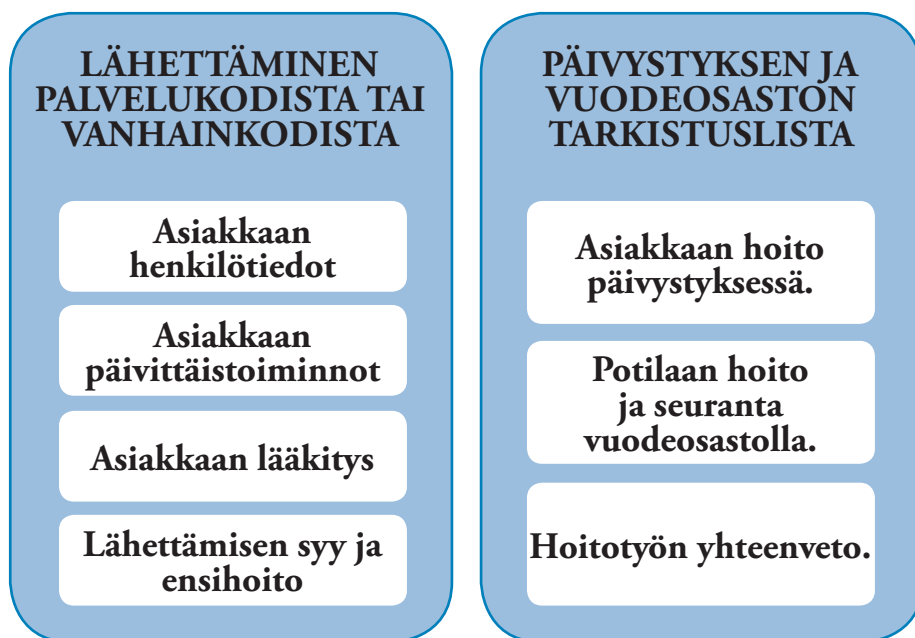 LÄHETTÄMINEN
PALVELUKODISTA TAI
VANHAINKODISTA
Asiakkaan
henkilötiedot
Asiakkaan
päivittäistoiminnot
Asiakkaan lääkitys
Lähettämisen syy ja
ensihoito
PÄIVYSTYKSEN JA
VUODEOSASTON
TARKISTUSLISTA
Asiakkaan hoito
päivystyksessä.
Potilaan hoito
ja seuranta
vuodeosastolla.
Hoitotyön yhteenveto.